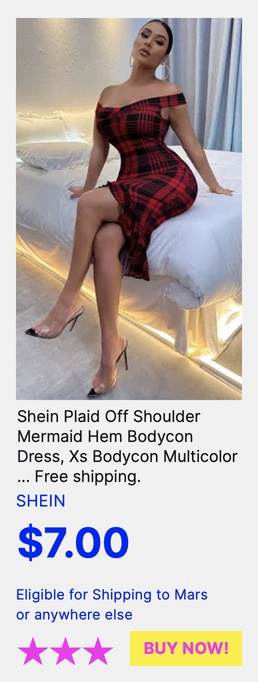 Shein Plaid Off Shoulder
Mermaid Hem Bodycon
Dress, Xs Bodycon Multicolor
... Free shipping.
SHEIN
$7.00
Eligible for Shipping to Mars
or anywhere else
BUY NOW!